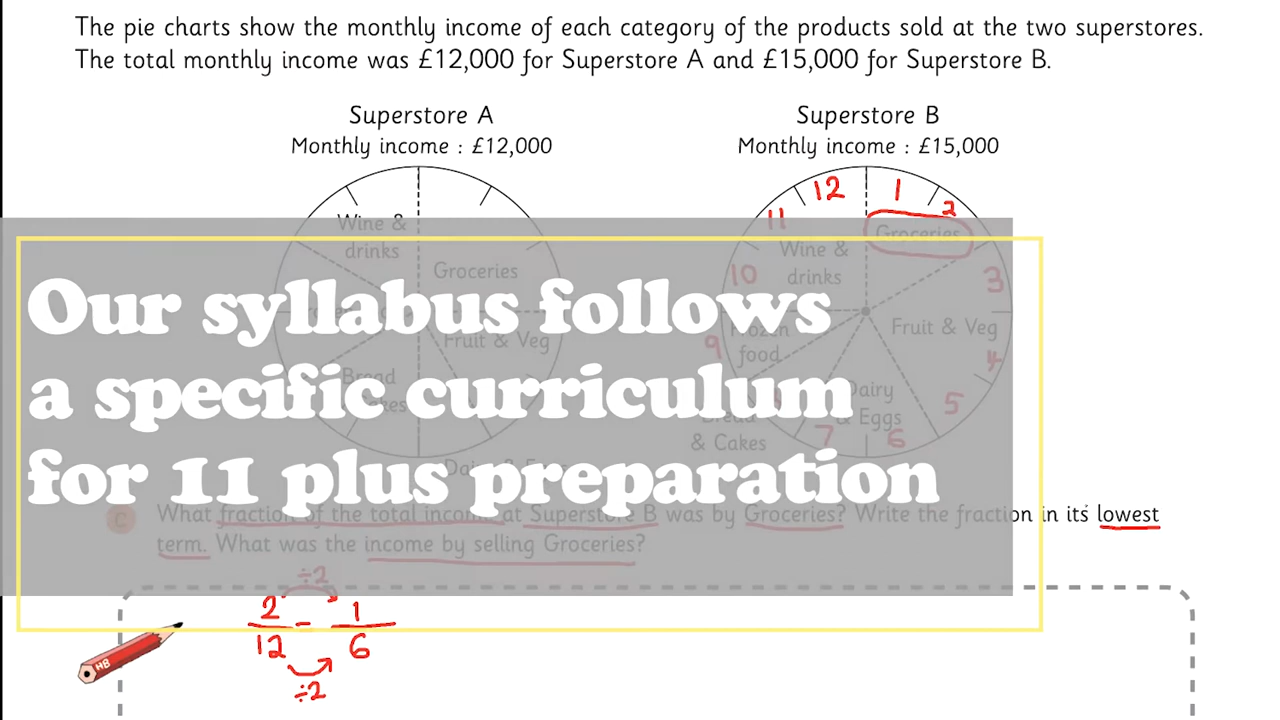 The pie charts show the monthly income of each category of the products sold at the two superstores.
The total monthly income was £12,000 for Superstore A and £15,000 for Superstore B.
Superstore A
Monthly income : £12,000
Superstore B
Monthly income : £15,000
Wine &
drinks
Groceries
Fruit & Veg
12
1
2
11
Groceries
Wine &
drinks
10
3
Fruit & Veg
9
food
4
5
Eggs
7
6
& Cakes
Our syllabus follows
a specific curriculum
for 11 plus preparation
C
What fraction of the total income at Superstore B was by Groceries? Write the fraction in its lowest
term. What was the income by selling Groceries?
÷2
2 1
12 = 6
÷2
HB